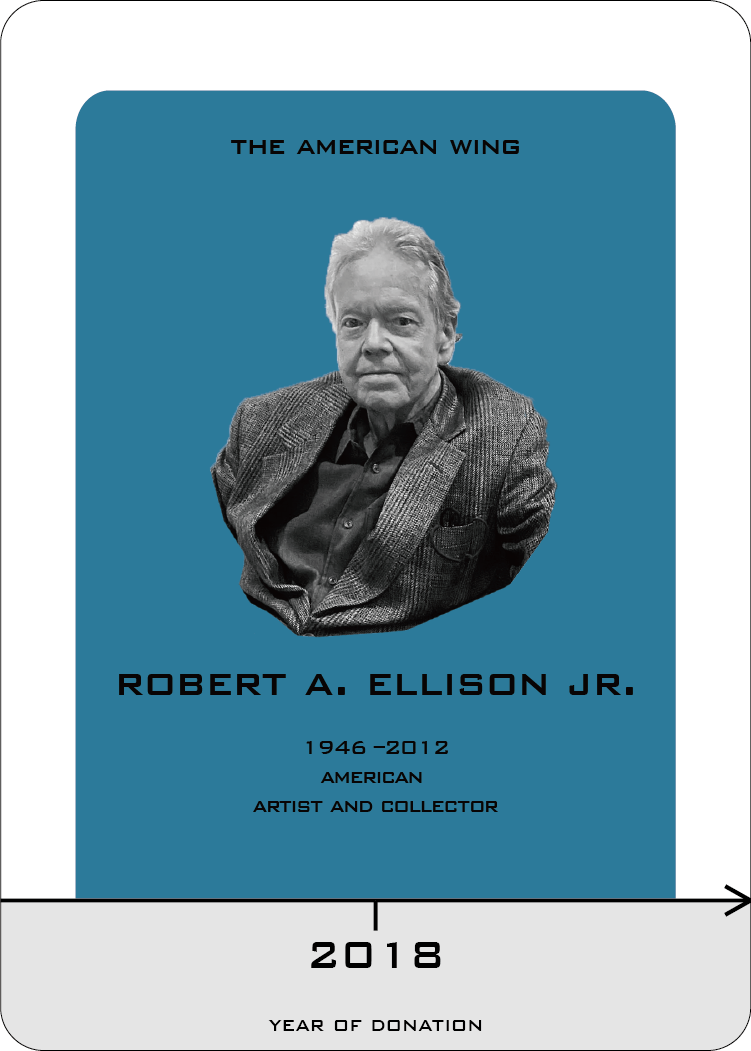 THE AMERICAN WING
ROBERT A. ELLISON JR.
1946–2012
AMERICAN
ARTIST AND COLLECTOR
2018
YEAR OF DONATION